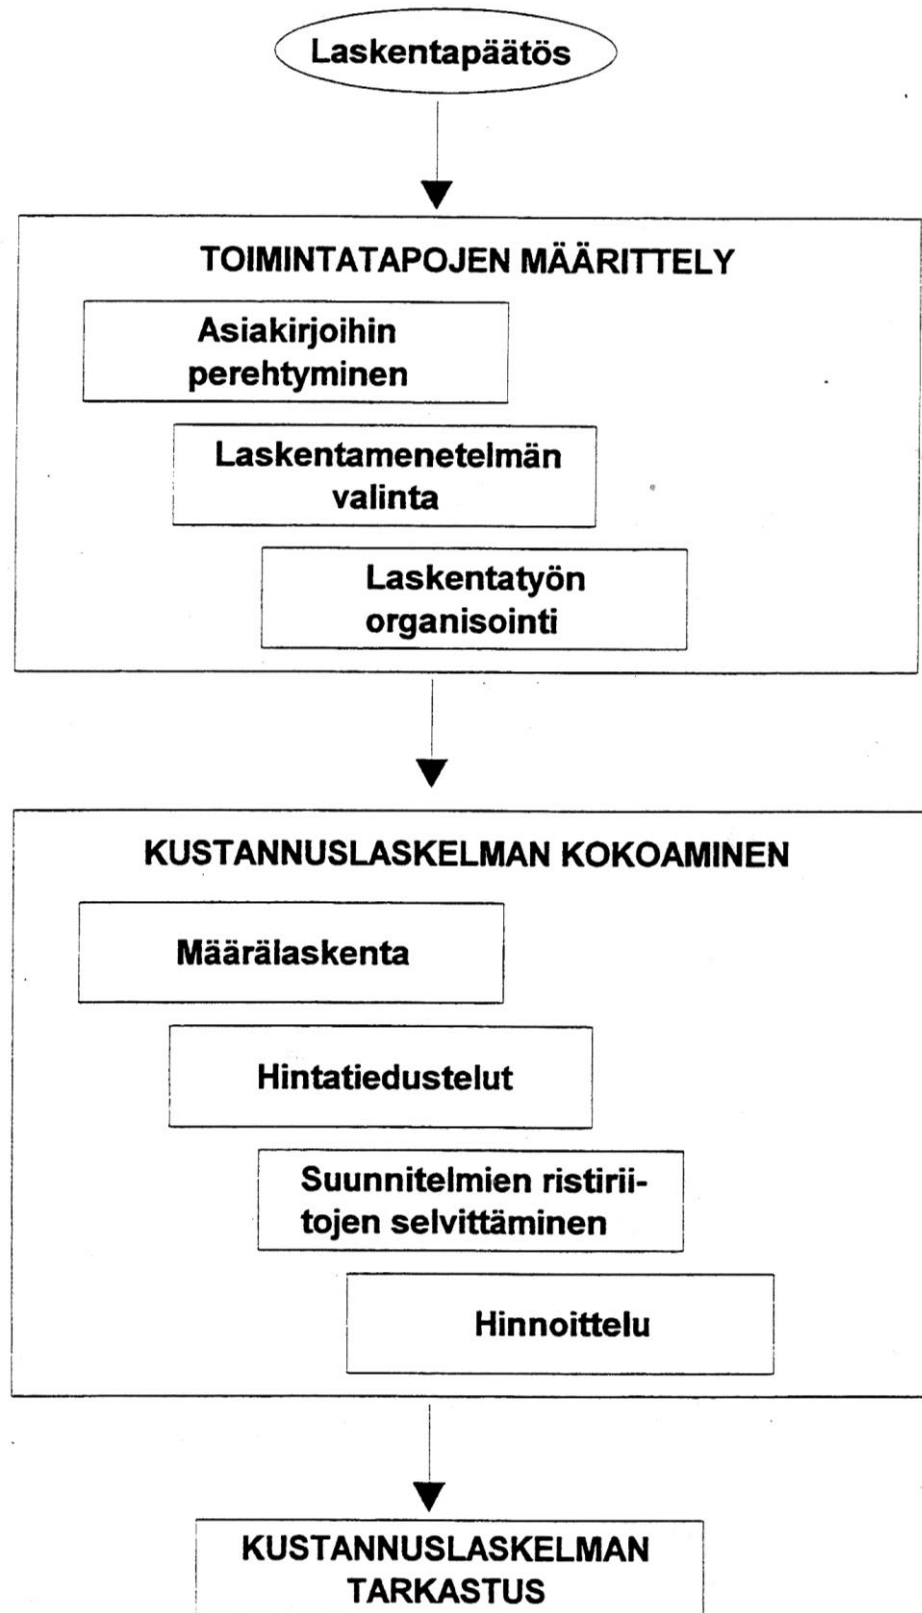 Laskentapäätös
TOIMINTATAPOJEN MÄÄRITTELY
Asiakirjoihin
perehtyminen
Laskentamenetelmän
valinta
Laskentatyön
organisointi
KUSTANNUSLASKELMAN KOKOAMINEN
Määrälaskenta
Hintatiedustelut
Suunnitelmien ristirii-
tojen selvittäminen
Hinnoittelu
KUSTANNUSLASKELMAN
TARKASTUS